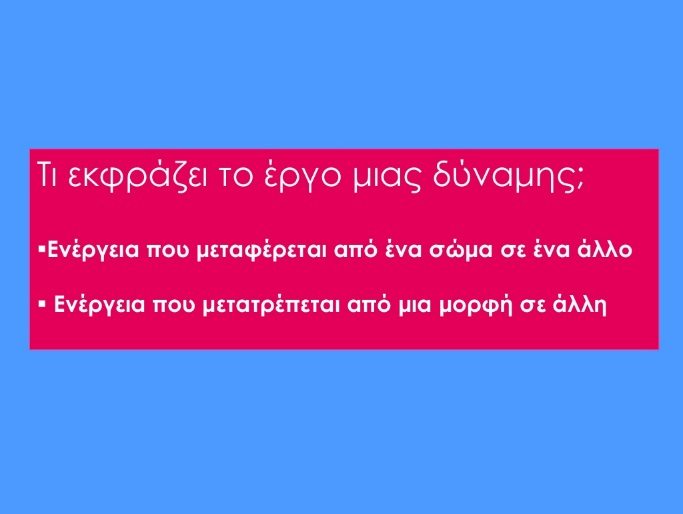 Τι εκφράζει το έργο μιας δύναμης;
▪Ενέργεια που μεταφέρεται από ένα σώμα σε ένα άλλο
▪ Ενέργεια που μετατρέπεται από μια μορφή σε άλλη